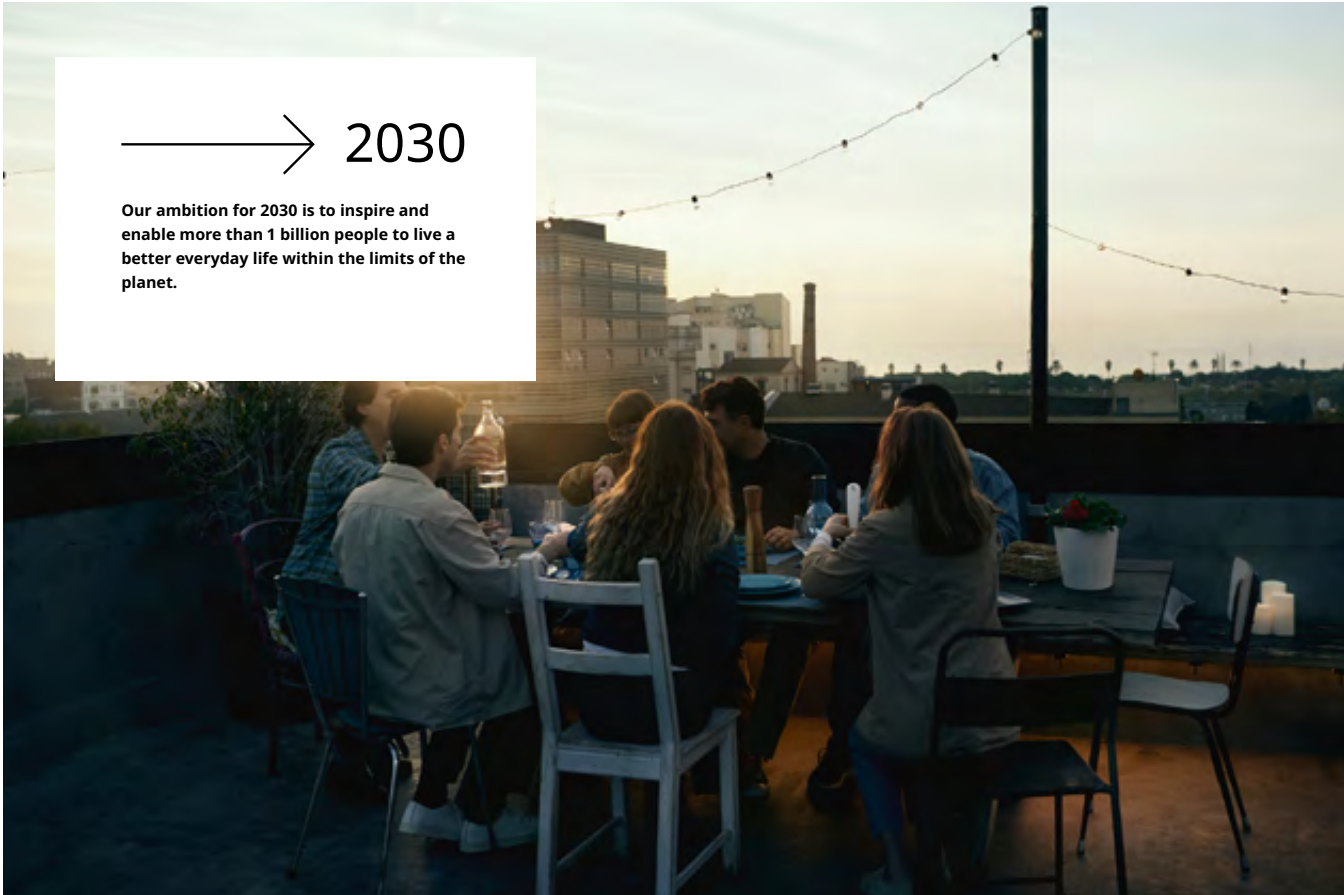 2030
Our ambition for 2030 is to inspire and
enable more than 1 billion people to live a
better everyday life within the limits of the
planet.